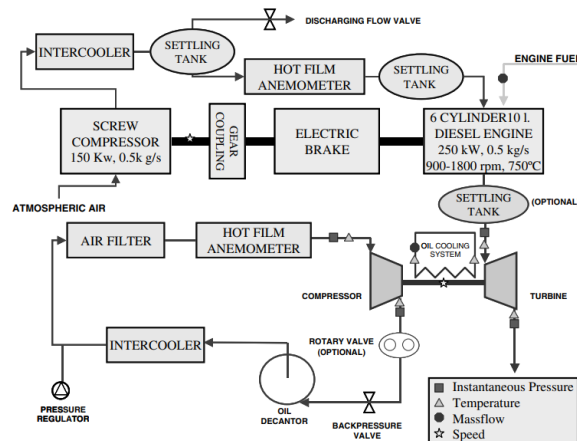 DISCHARGING FLOW VALVE
INTERCOOLER
SETTLING
TANK
HOT FILM
ANEMOMETER
SETTLING
TANK
ENGINE FUEL
SCREW
COMPRESSOR
150 Kw, 0.5k g/s
GEAR
COUPLING
ELECTRIC
BRAKE
6 CYLINDER10 l.
DIESEL ENGINE
250 kW, 0.5 kg/s
900-1800 rpm, 750ºC
ATMOSPHERIC AIR
SETTLING
TANK
(OPTIONAL)
AIR FILTER
HOT FILM
ANEMOMETER
OIL COOLING
SYSTEM
COMPRESSOR
TURBINE
INTERCOOLER
ROTARY VALVE
(OPTIONAL)
OIL
DECANTOR
BACKPRESSURE
VALVE
PRESSURE
REGULATOR
Instantaneous Pressure
Temperature
Massflow
Speed